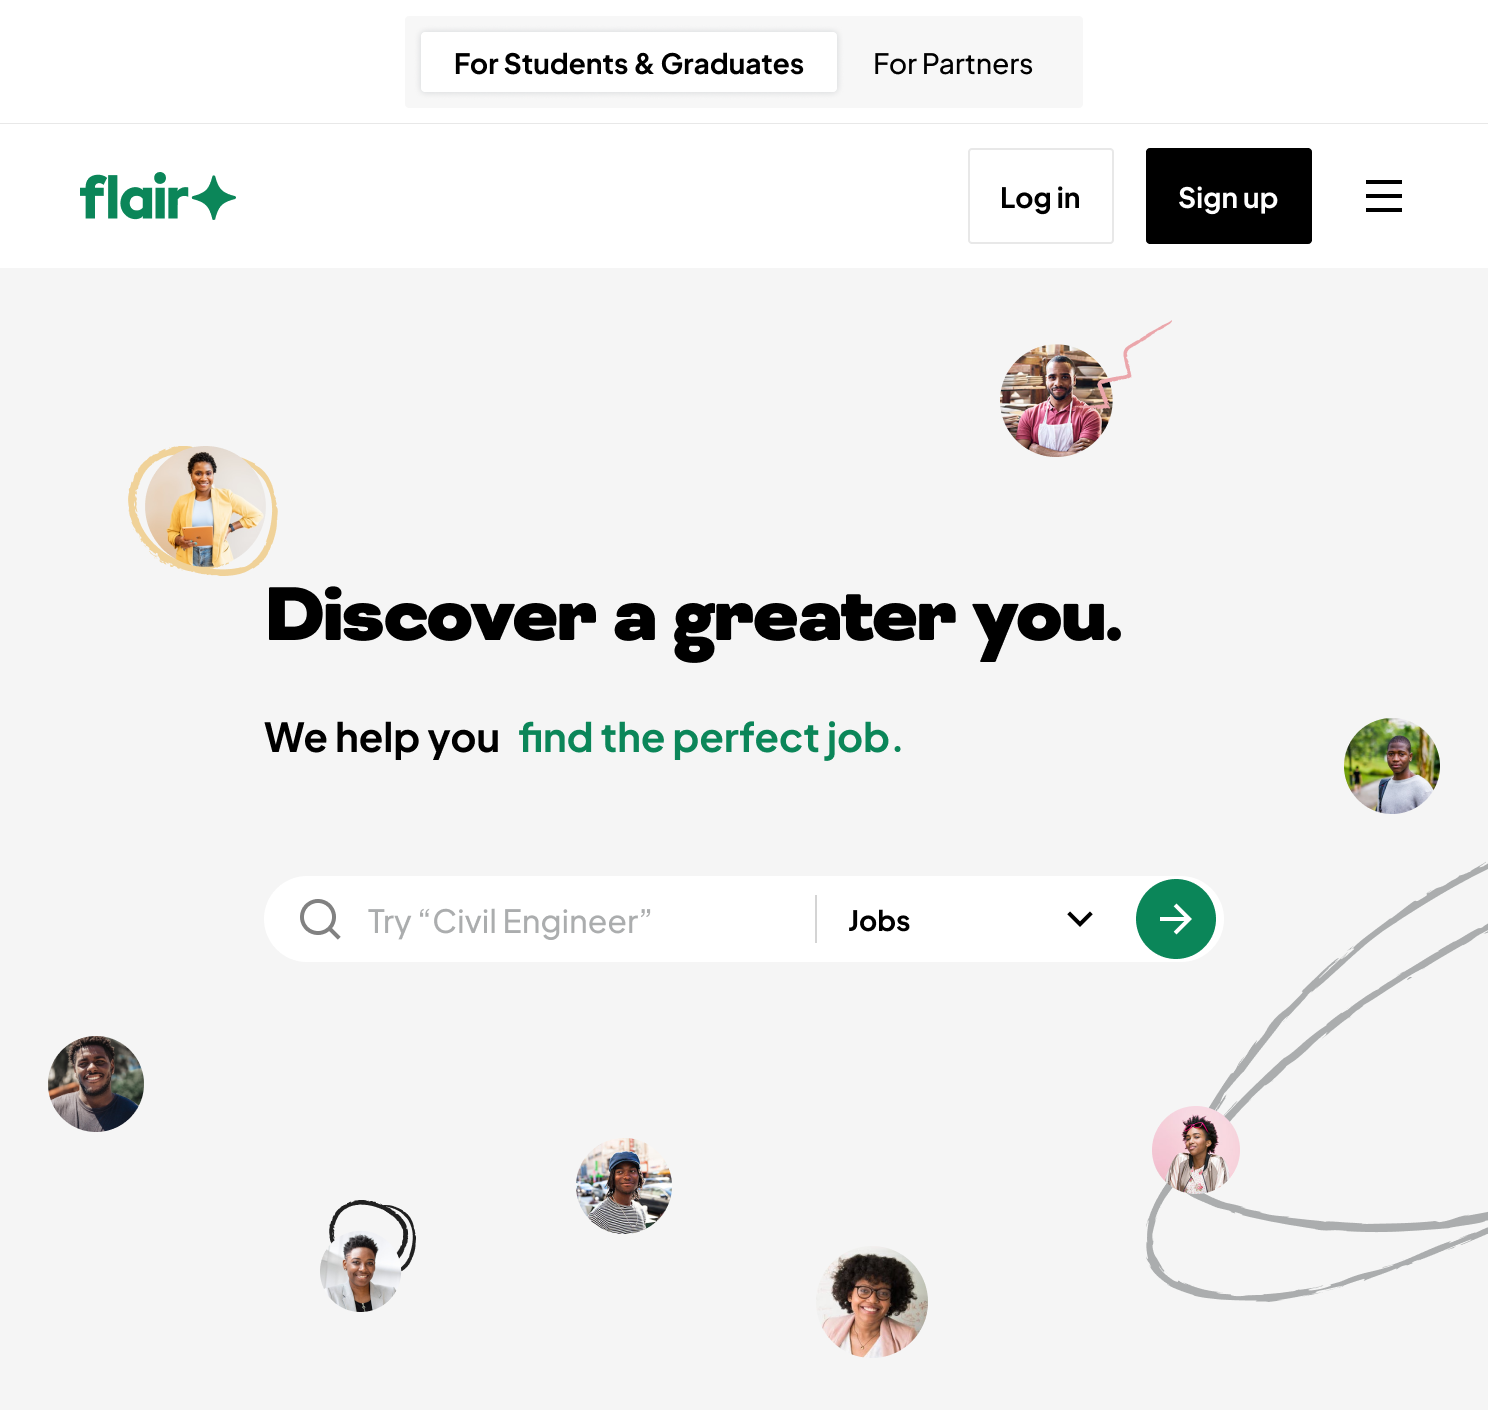 For Students & Graduates
For Partners
flair
Log in
Sign up
Discover a greater you.
We help you find the perfect job.
Try “Civil Engineer”
Jobs